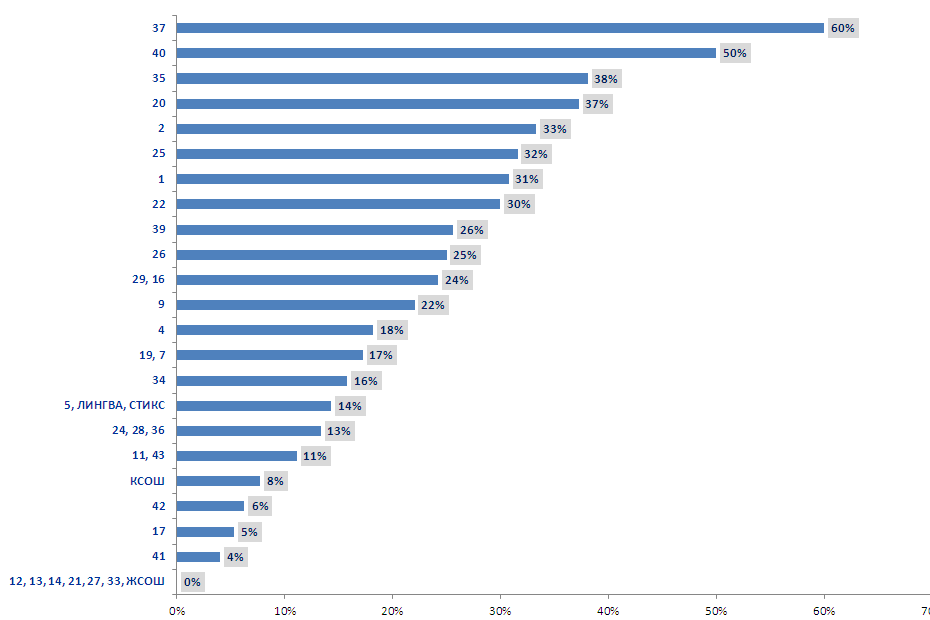 37 60%
40 50%
35 38%
20 37%
2 33%
25 32%
1 31%
22 30%
39 26%
26 25%
29, 16 24%
9 22%
4 18%
19, 7 17%
34 16%
5, ЛИНГВА, СТИКС 14%
24, 28, 36 13%
11, 43 11%
КСОШ 8%
42 6%
17 5%
41 4%
12, 13, 14, 21, 27, 33, ЖСОШ 0%
0% 10% 20% 30% 40% 50% 60%